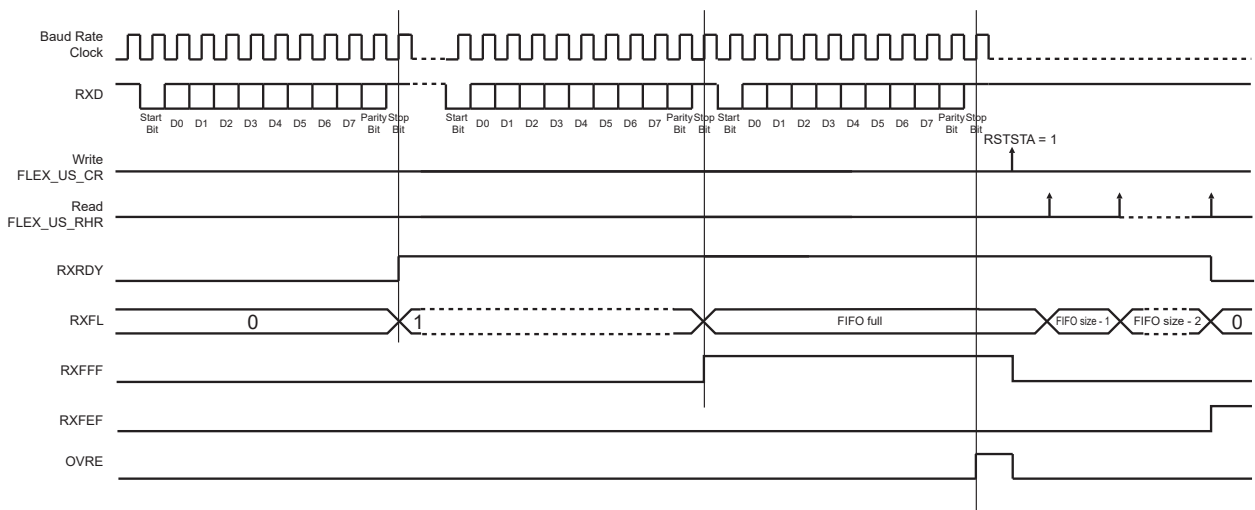 Baud Rate
Clock
RXD
Start
Bit
D0 D1 D2 D3 D4 D5 D6 D7
Parity
Bit
Stop
Bit
Start
Bit
D0 D1 D2 D3 D4 D5 D6 D7
Parity
Bit
Stop
Bit
Start
Bit
D0 D1 D2 D3 D4 D5 D6 D7
Parity
Bit
Stop
Bit
RSTSTA = 1
Write
FLEX_US_CR
Read
FLEX_US_RHR
RXRDY
RXFL 0 1 FIFO full FIFO size - 1 FIFO size - 2 0
RXFFF
RXFEF
OVRE